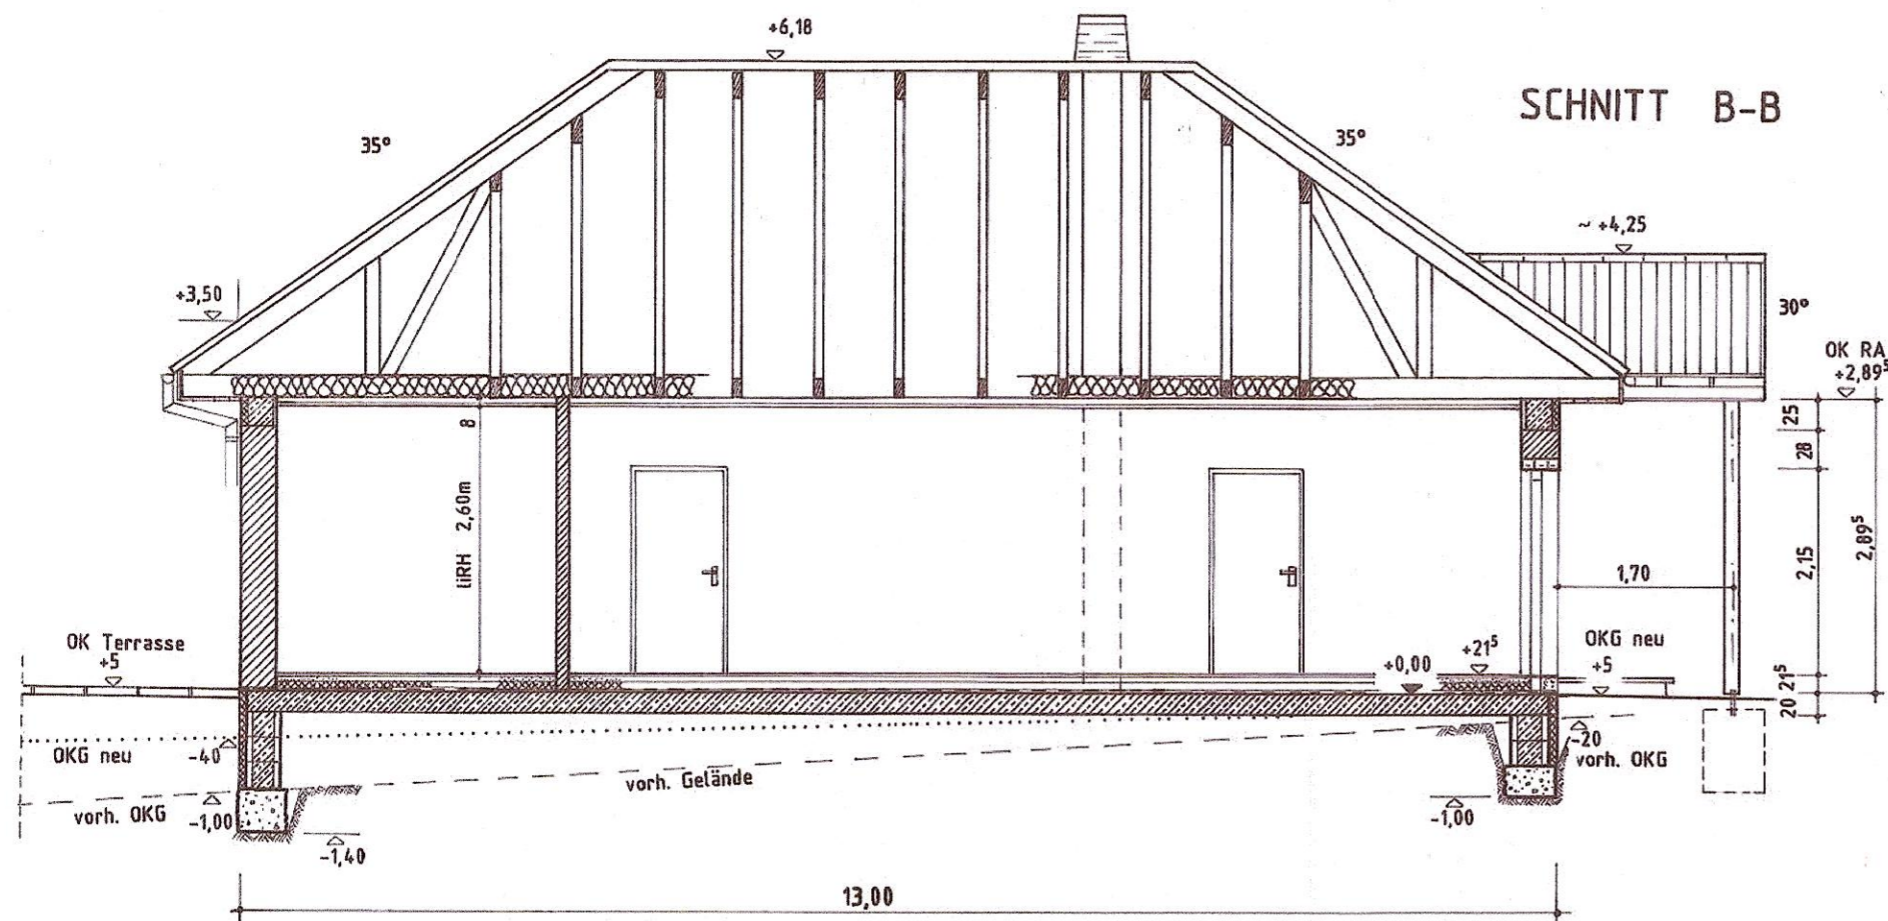 +6,18
SCHNITT B-B
35°
35°
~ +4,25
+3,50
30°
OK RA
+2,89⁵
25
8
28
liRH 2,60m
2,15
2,89⁵
1,70
OK Terrasse
+5
OKG neu
+21⁵
+0,00
+5
21⁵
20
OKG neu
-40
-20
vorh. OKG
vorh. Gelände
vorh. OKG
-1,00
-1,00
-1,40
13,00